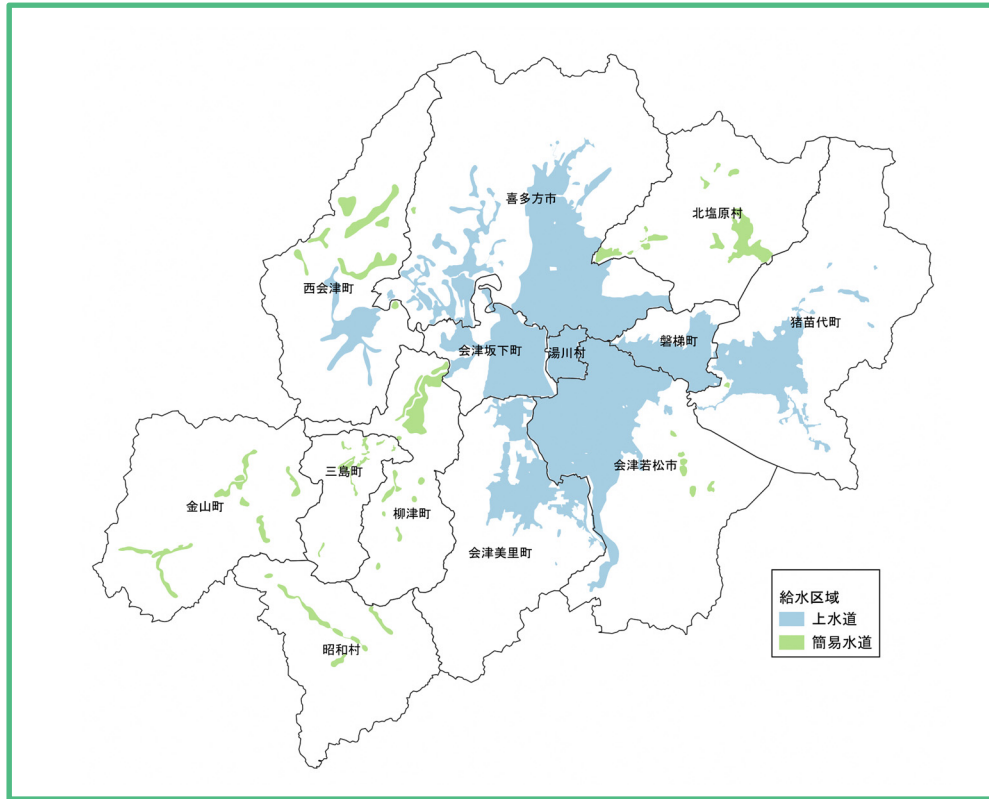 喜多方市
北塩原村
西会津町
猪苗代町
磐梯町
会津坂下町
湯川村
会津若松市
三島町
金山町
柳津町
会津美里町
昭和村
給水区域
上水道
簡易水道